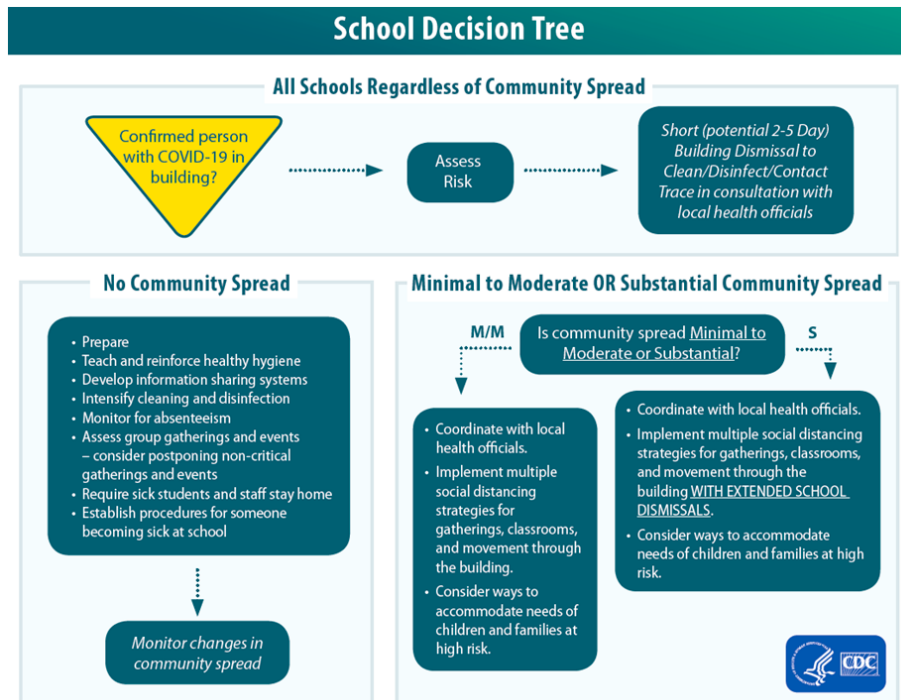 School Decision Tree
All Schools Regardless of Community Spread
Confirmed person
with COVID-19 in
building?
Assess
Risk
Short (potential 2-5 Day)
Building Dismissal to
Clean/Disinfect/Contact
Trace in consultation with
local health officials
No Community Spread
• Prepare
• Teach and reinforce healthy hygiene
• Develop information sharing systems
• Intensify cleaning and disinfection
• Monitor for absenteeism
• Assess group gatherings and events
– consider postponing non-critical
gatherings and events
• Require sick students and staff stay home
• Establish procedures for someone
becoming sick at school
Monitor changes in
community spread
Minimal to Moderate OR Substantial Community Spread
M/M
Is community spread Minimal to
Moderate or Substantial?
S
• Coordinate with local
health officials.
• Implement multiple
social distancing
strategies for
gatherings, classrooms,
and movement through
the building.
• Consider ways to
accommodate needs of
children and families at
high risk.
• Coordinate with local health officials.
• Implement multiple social distancing
strategies for gatherings, classrooms,
and movement through the
building WITH EXTENDED SCHOOL
DISMISSALS.
• Consider ways to accommodate
needs of children and families at high
risk.
CDC